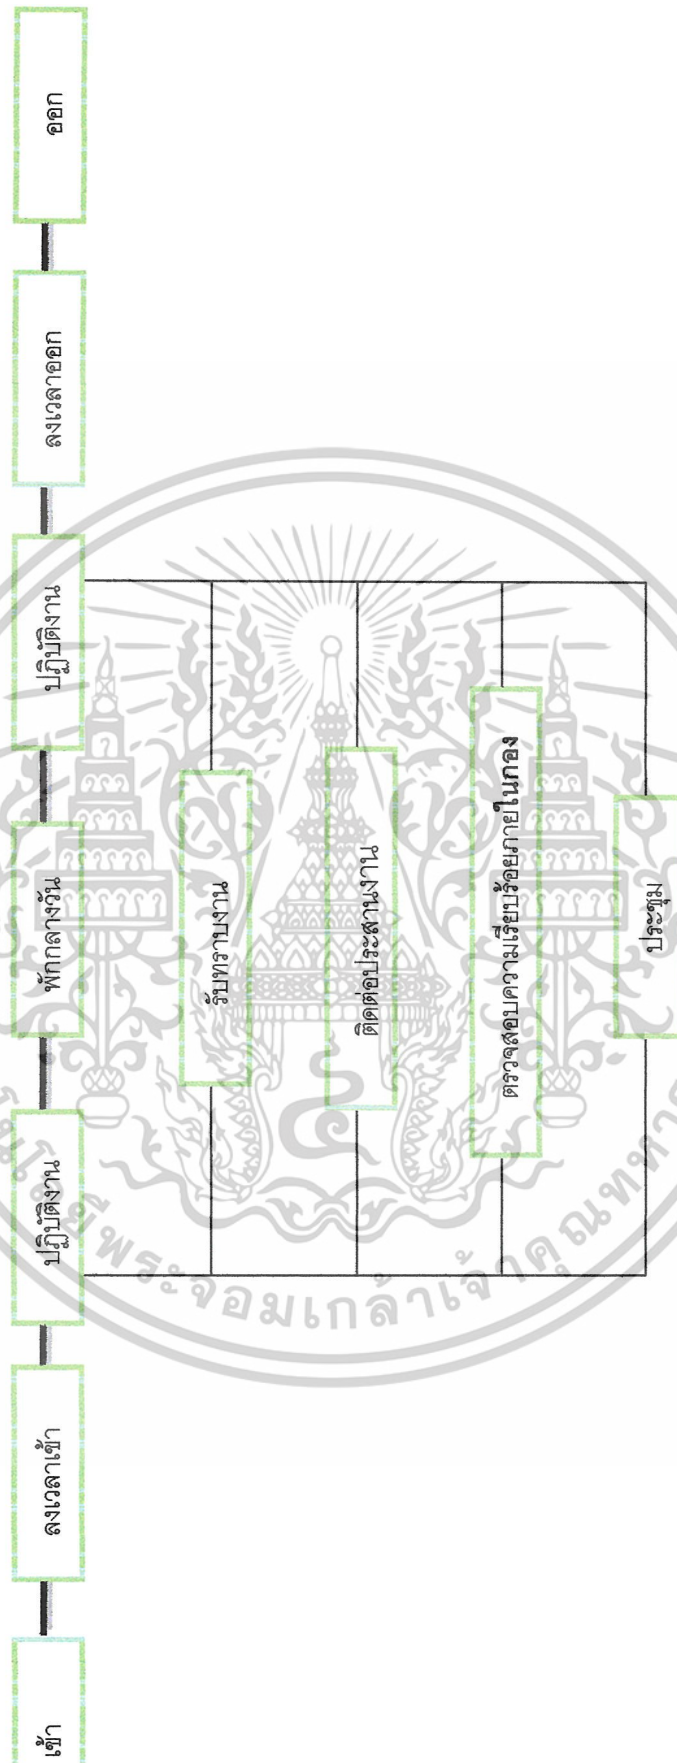 เข้า
ลงเวลาเข้า
ปฏิบัติงาน
พักกลางวัน
ปฏิบัติงาน
ลงเวลาออก
ออก
รับทราบงาน
ติดต่อประสานงาน
ตรวจสอบความเรียบร้อยภายในกอง
ประชุม
พระจอมเกล้าเจ้าคุณทหาร